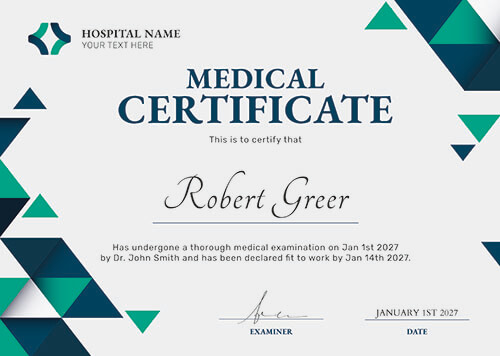 HOSPITAL NAME
YOUR TEXT HERE
MEDICAL
CERTIFICATE
This is to certify that
Robert Greer
Has undergone a thorough medical examination on Jan 1st 2027
by Dr. John Smith and has been declared fit to work by Jan 14th 2027.
JANUARY 1ST 2027
EXAMINER
DATE